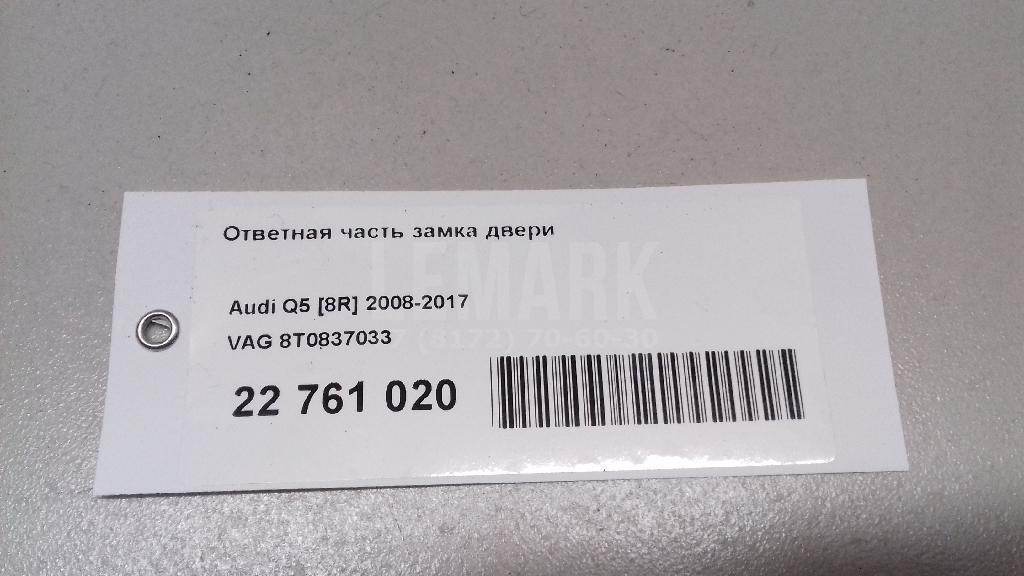 Ответная часть замка двери
LEMARK
Audi Q5 [8R] 2008-2017
VAG 8T0837033
7 (8172) 70-60-30
22 761 020